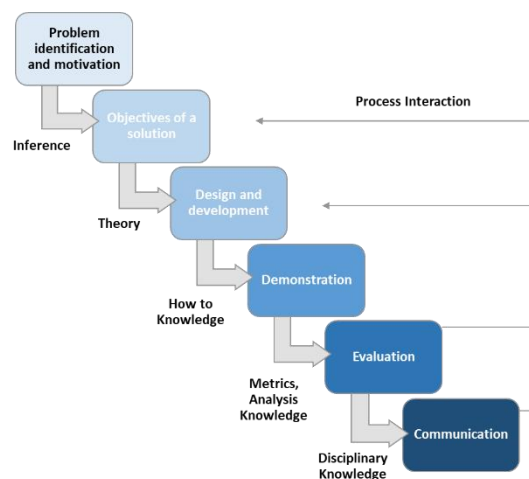 Problem
identification
and motivation
Process Interaction
Objectives of a
solution
Inference
Design and
development
Theory
Demonstration
How to
Knowledge
Evaluation
Metrics,
Analysis
Knowledge
Communication
Disciplinary
Knowledge